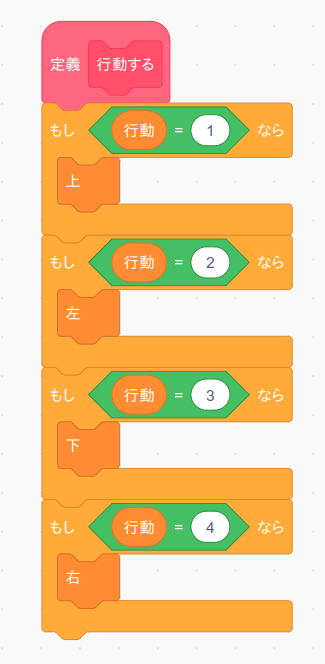 定義 行動する
もし 行動 = 1 なら
上
もし 行動 = 2 なら
左
もし 行動 = 3 なら
下
もし 行動 = 4 なら
右